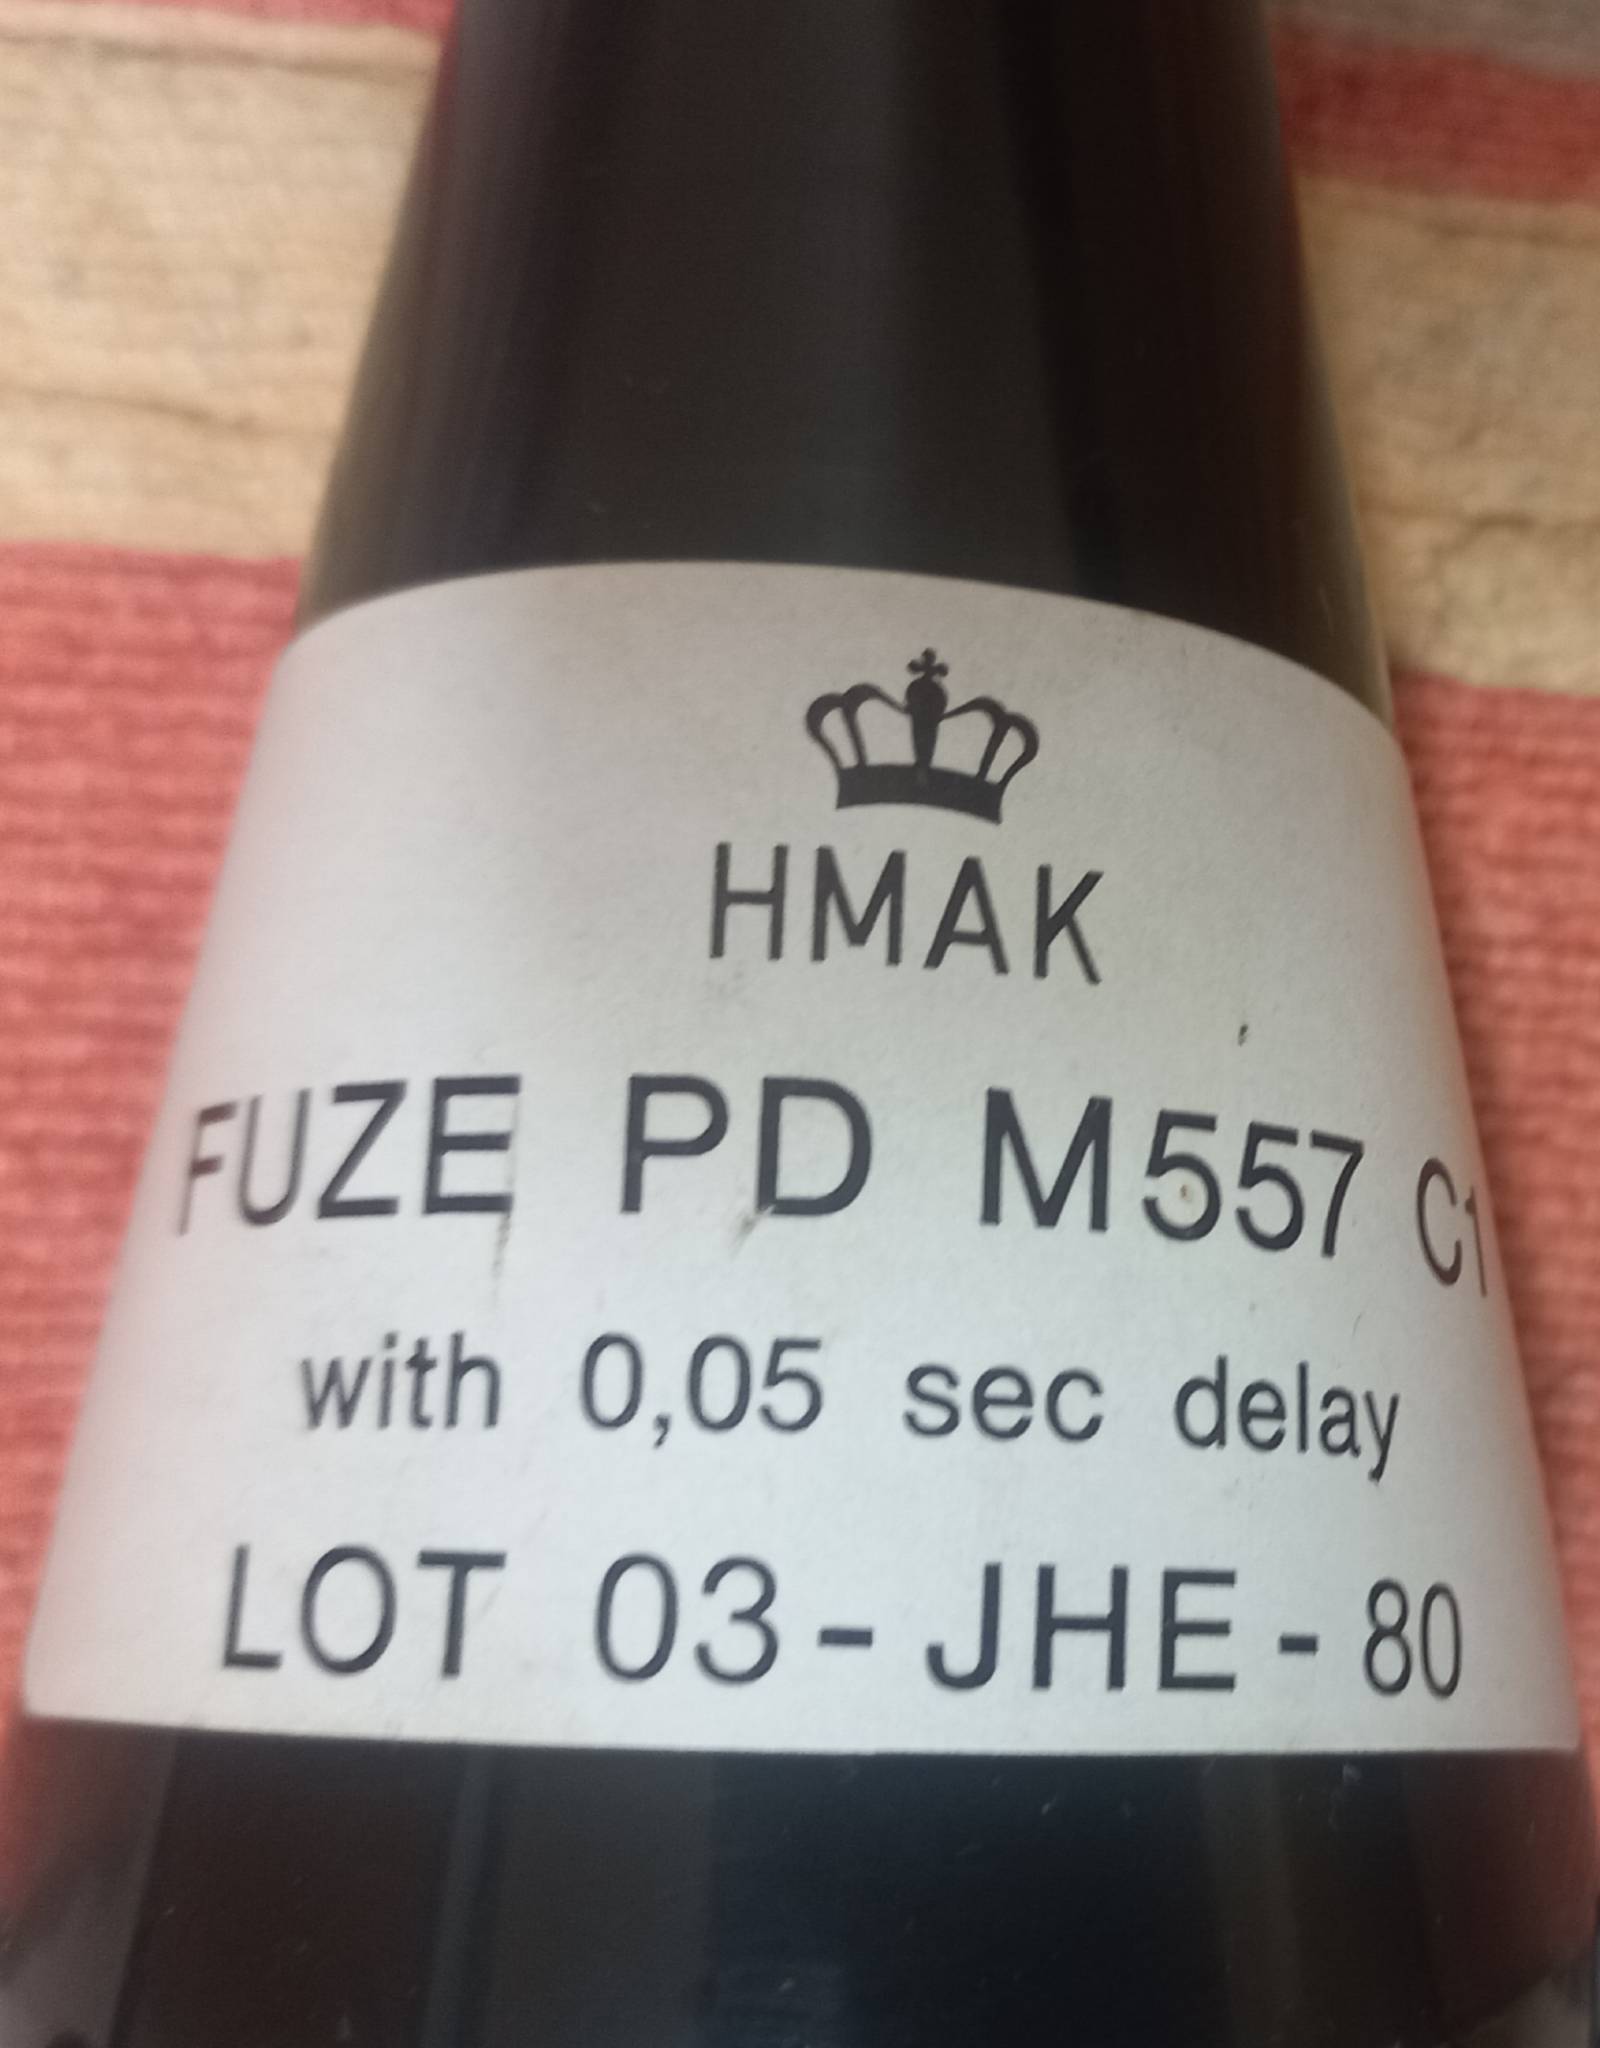 HMAK
FUZE PD M557 C1
with 0,05 sec delay
LOT 03-JHE-80